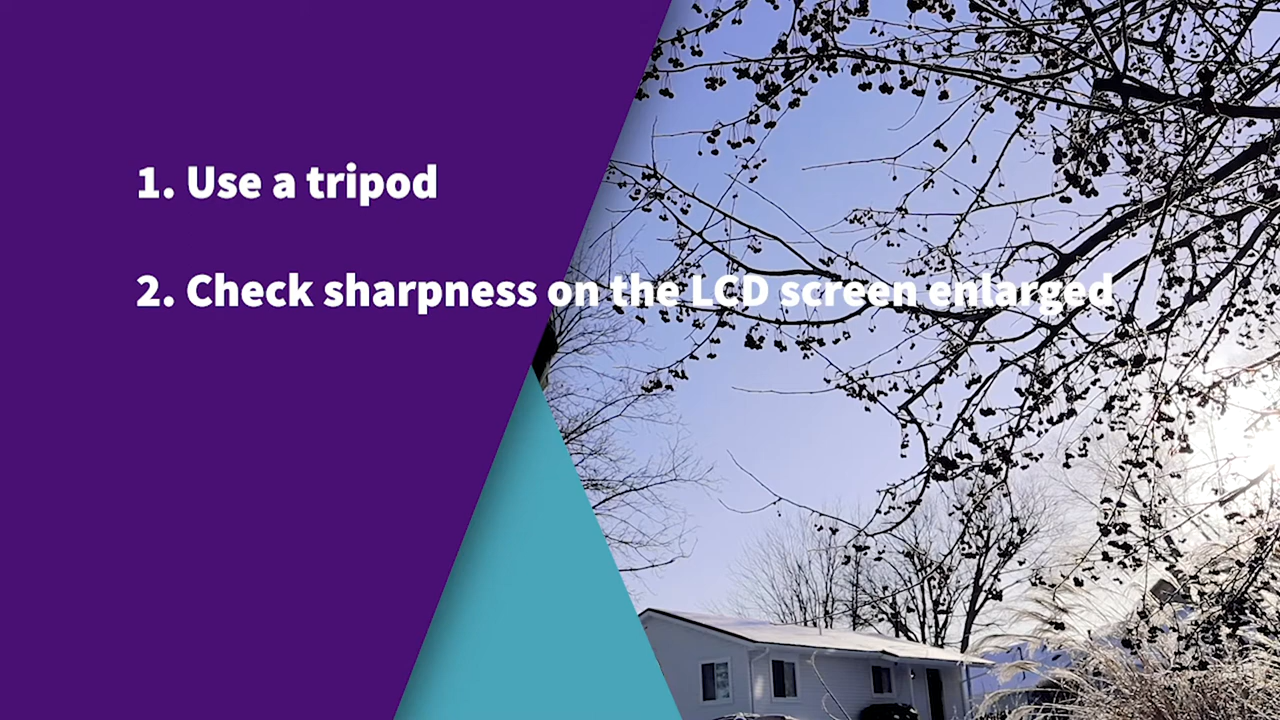 1. Use a tripod
2. Check sharpness on the LCD screen enlarged